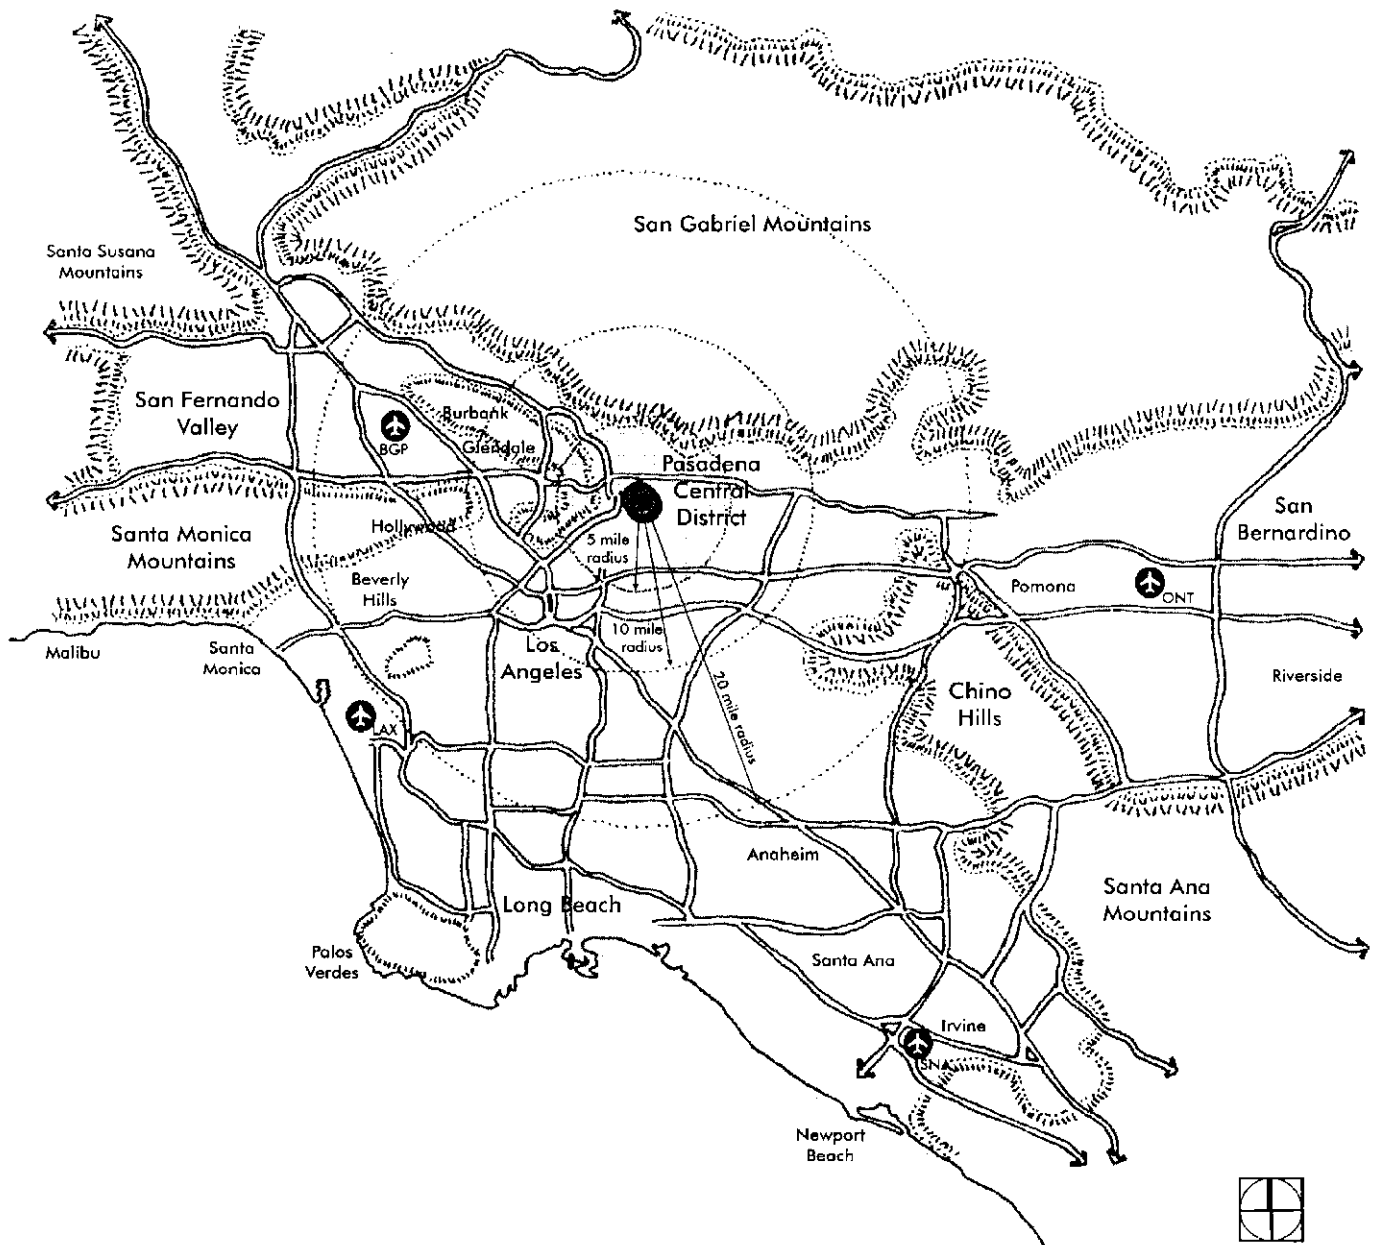 San Gabriel Mountains
Santa Susana
Mountains
San Fernando
Valley
Burbank
BGP
Glendale
Pasadena
Central
District
Hollywood
Santa Monica
Mountains
5 mile
radius
San
Bernardino
Beverly
Hills
Pomona
ONT
10 mile
radius
Malibu
Santa
Monica
Los
Angeles
20 mile radius
Chino
Hills
Riverside
LAX
Anaheim
Santa Ana
Mountains
Long Beach
Palos
Verdes
Santa Ana
Irvine
SNA
Newport
Beach